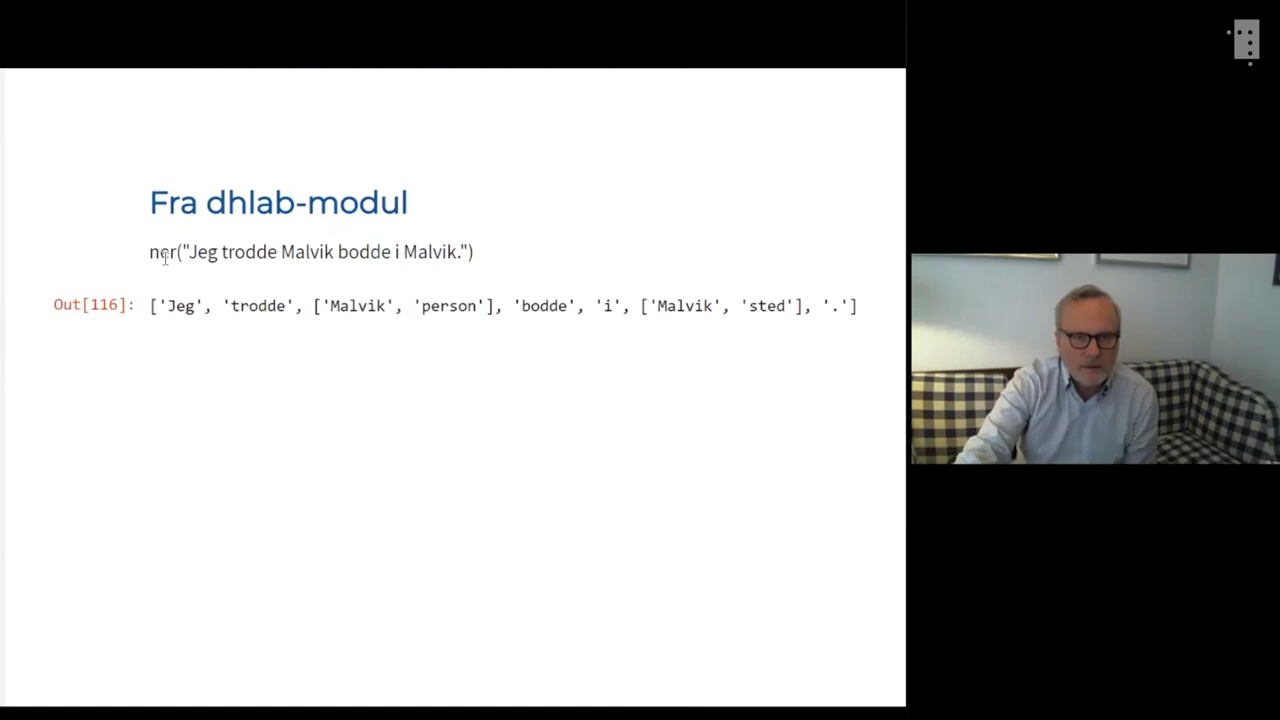 Fra dhlab-modul
ner("Jeg trodde Malvik bodde i Malvik.")
Out[116]: ['Jeg', 'trodde', ['Malvik', 'person'], 'bodde', 'i', ['Malvik', 'sted'], '.']